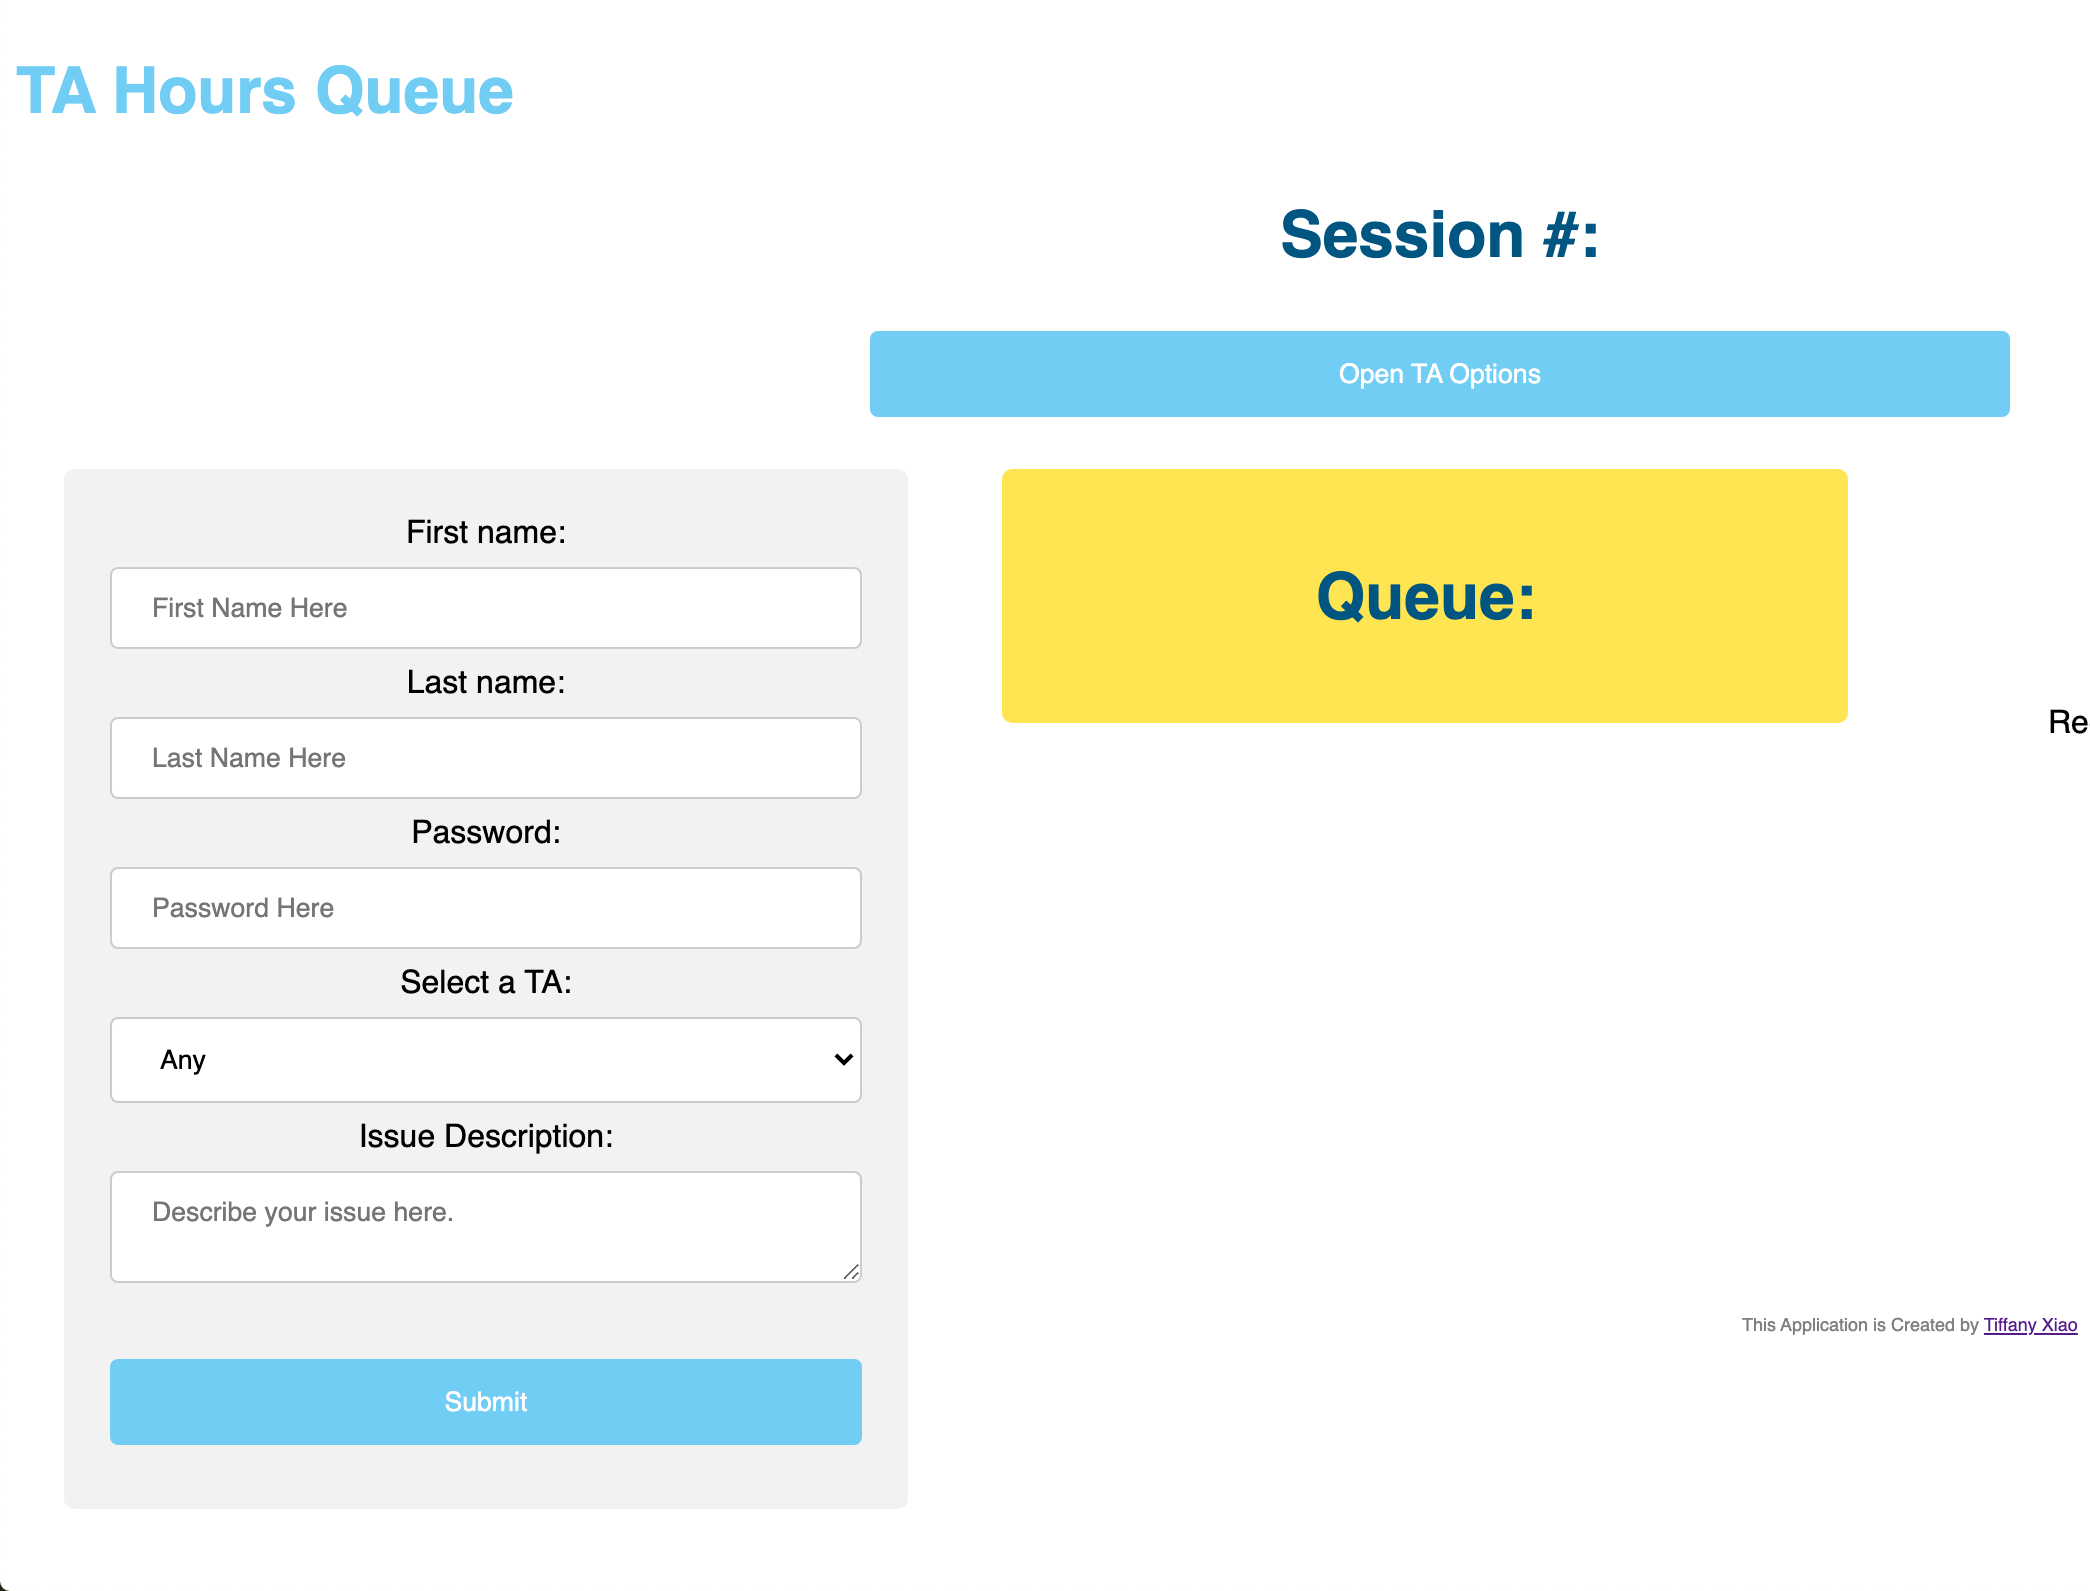 TA Hours Queue
Session #:
Open TA Options
First name:
First Name Here
Last name:
Last Name Here
Password:
Password Here
Select a TA:
Any
Issue Description:
Describe your issue here.
Submit
Queue:
Re
This Application is Created by Tiffany Xiao